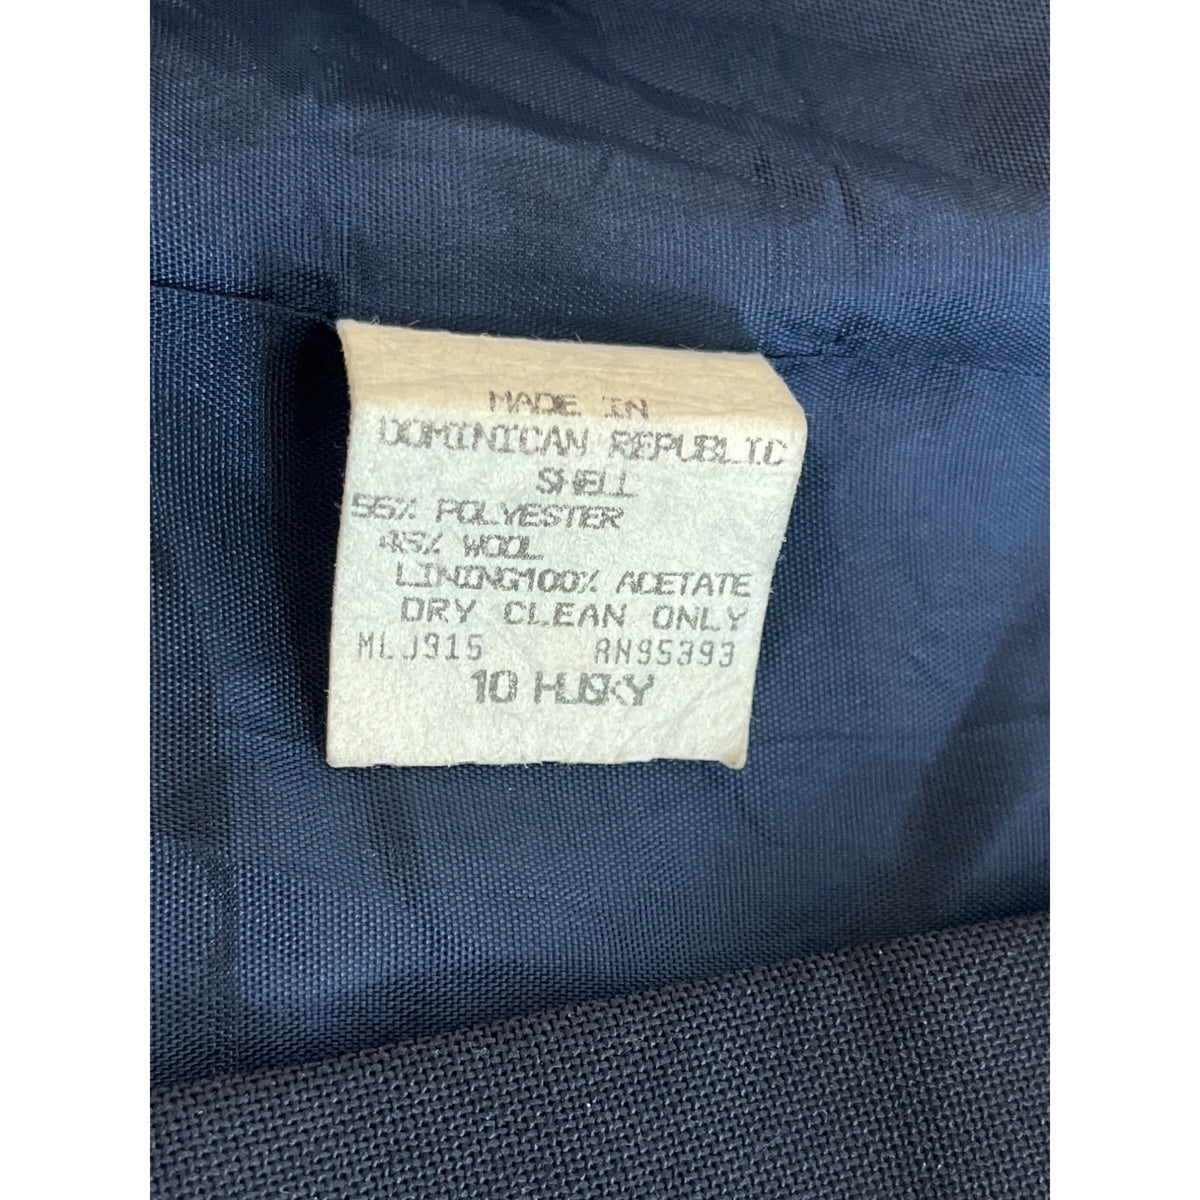 MADE IN
DOMINICAN REPUBLIC
SHELL
55% POLYESTER
45% WOOL
LINING100% ACETATE
DRY CLEAN ONLY
MLJ915 RN95393
10 HUSKY